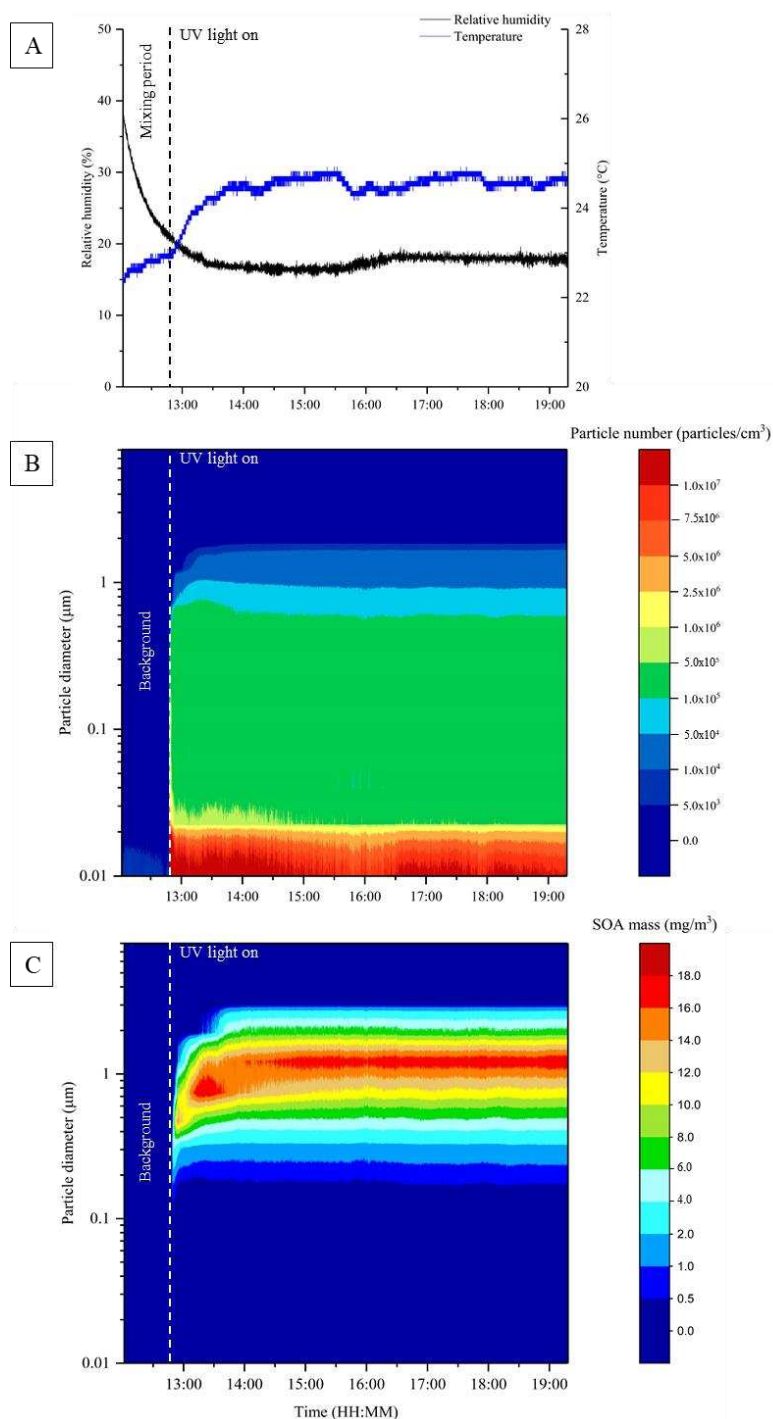 A
Relative humidity
Temperature
UV light on
Mixing period
Relative humidity (%)
Temperature (°C)
50
40
30
20
10
0
28
26
24
22
20
13:00 14:00 15:00 16:00 17:00 18:00 19:00
B
Particle number (particles/cm³)
UV light on
Background
Particle diameter (μm)
1
0.1
0.01
1.0x10⁷
7.5x10⁶
5.0x10⁶
2.5x10⁶
1.0x10⁶
5.0x10⁵
1.0x10⁵
5.0x10⁴
1.0x10⁴
5.0x10³
0.0
13:00 14:00 15:00 16:00 17:00 18:00 19:00
C
SOA mass (mg/m³)
UV light on
Background
Particle diameter (μm)
1
0.1
0.01
18.0
16.0
14.0
12.0
10.0
8.0
6.0
4.0
2.0
1.0
0.5
0.0
13:00 14:00 15:00 16:00 17:00 18:00 19:00
Time (HH:MM)